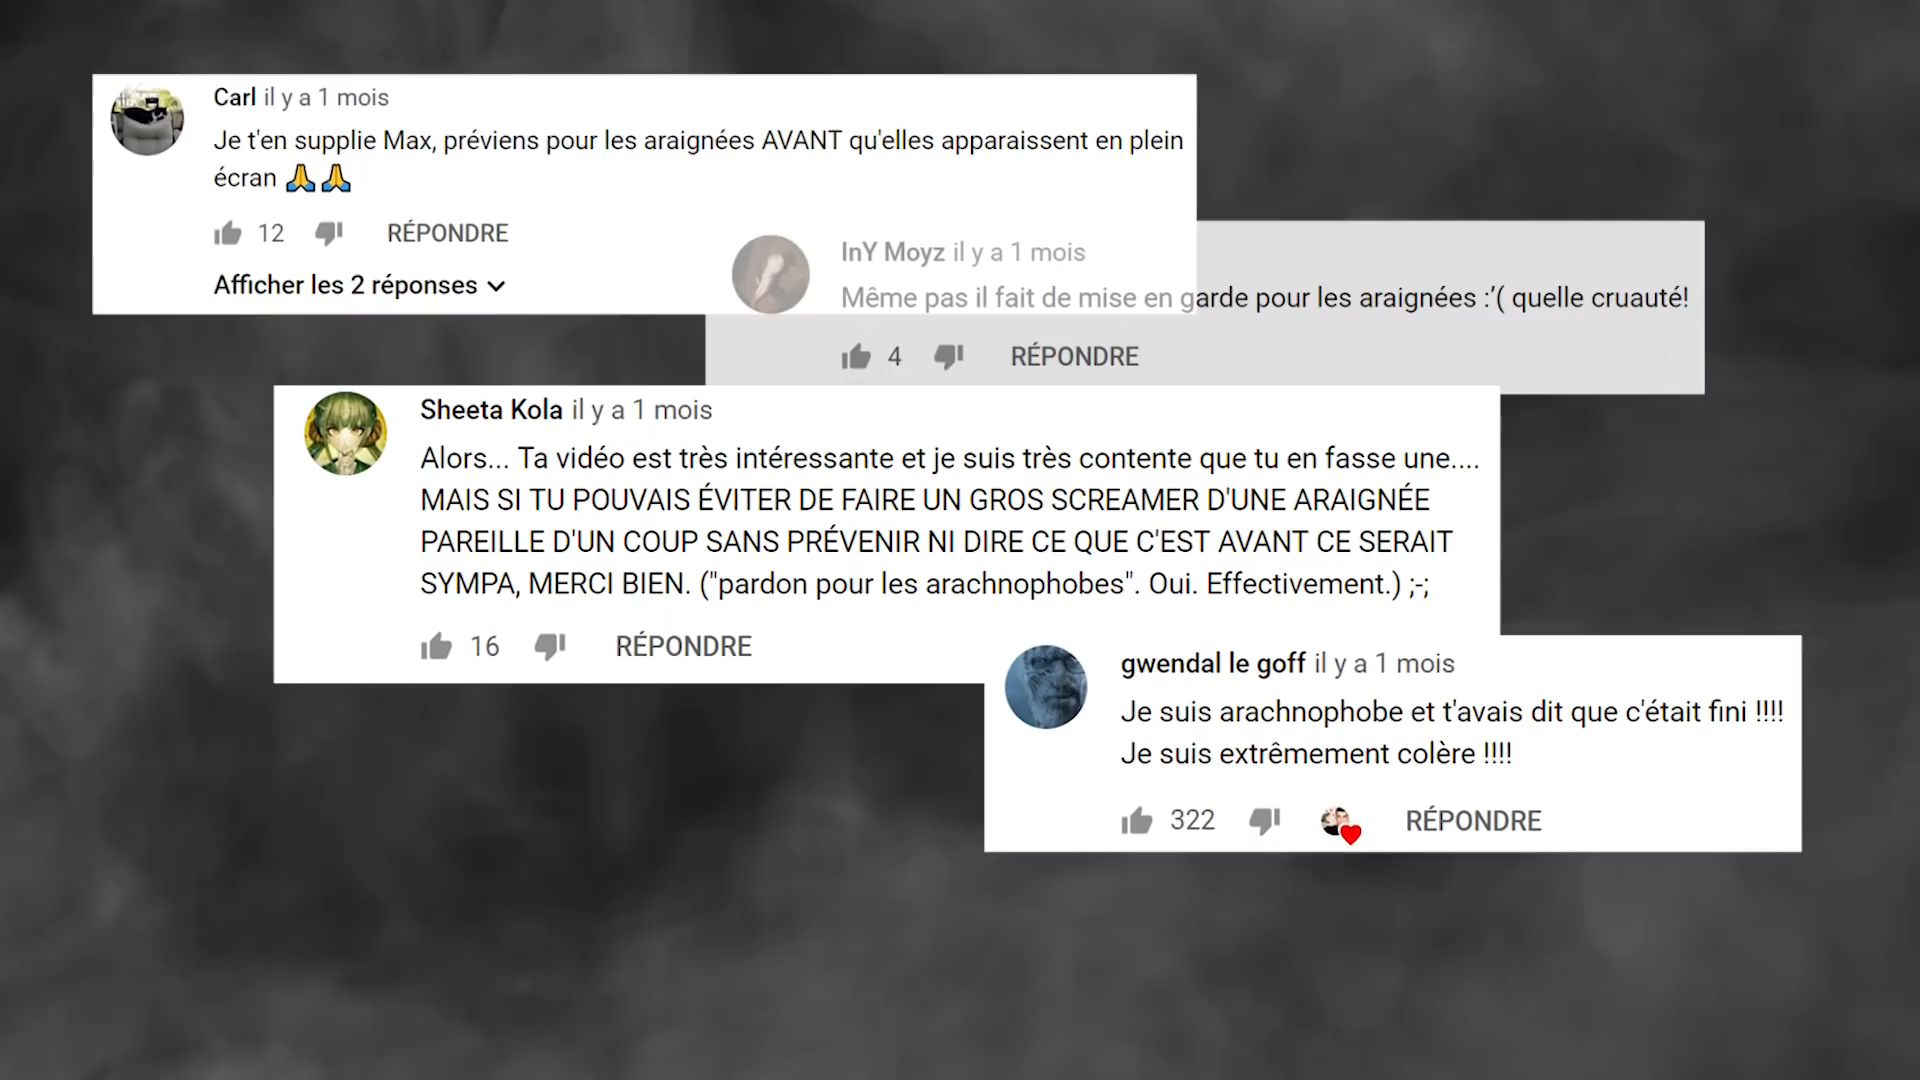 Carl il y a 1 mois
Je t'en supplie Max, préviens pour les araignées AVANT qu'elles apparaissent en plein
écran 🙏 🙏
12 RÉPONDRE
Afficher les 2 réponses
InY Moyz il y a 1 mois
Même pas il fait de mise en garde pour les araignées :’( quelle cruauté!
4 RÉPONDRE
Sheeta Kola il y a 1 mois
Alors... Ta vidéo est très intéressante et je suis très contente que tu en fasse une....
MAIS SI TU POUVAIS ÉVITER DE FAIRE UN GROS SCREAMER D'UNE ARAIGNÉE
PAREILLE D'UN COUP SANS PRÉVENIR NI DIRE CE QUE C'EST AVANT CE SERAIT
SYMPA, MERCI BIEN. ("pardon pour les arachnophobes". Oui. Effectivement.) ;-;
16 RÉPONDRE
gwendal le goff il y a 1 mois
Je suis arachnophobe et t'avais dit que c'était fini !!!!
Je suis extrêmement colère !!!!
322 RÉPONDRE